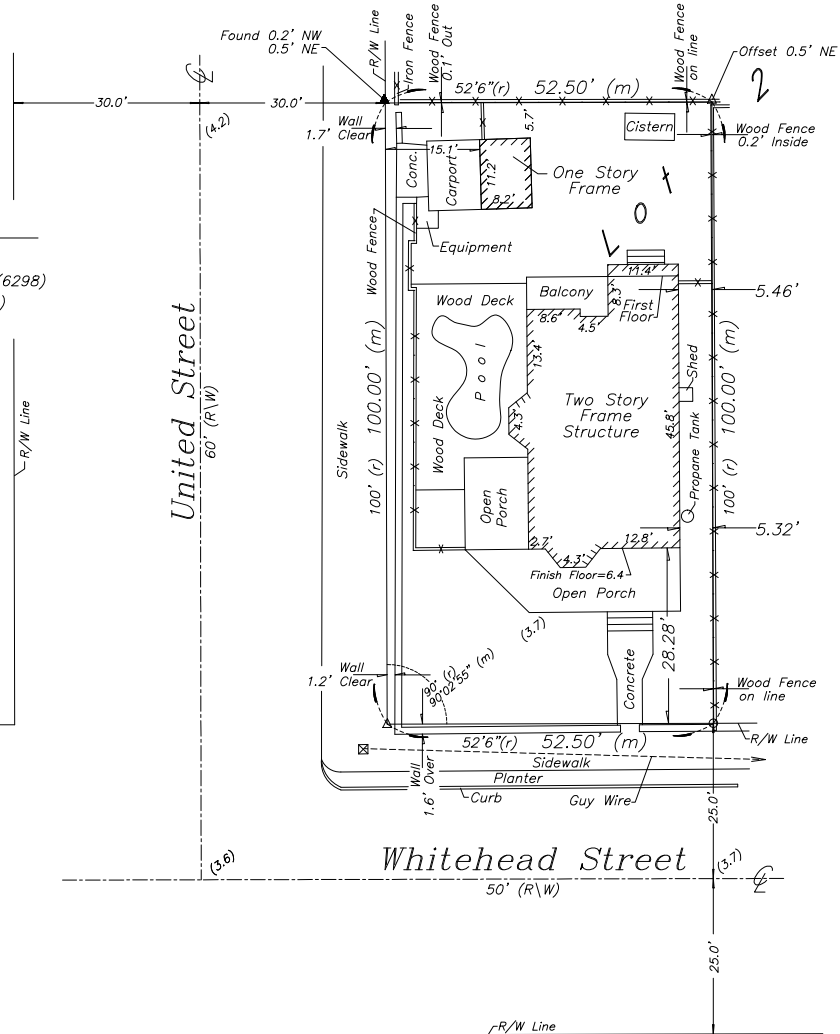 Found 0.2' NW
0.5' NE
R/W Line
Iron Fence
Wood Fence
0.1' Out
Wood Fence
on line
Offset 0.5' NE
℄
30.0'
30.0'
52'6"(r) 52.50' (m)
2
(4.2)
Wall
1.7' Clear
15.1'
5.7'
Cistern
Wood Fence
0.2' Inside
Conc.
Carport
11.2'
8.2'
One Story
Frame
Lot
Wood Fence
Equipment
(6298)
)
11.4'
5.46'
Wood Deck
Balcony
8.3'
First
Floor
8.6'
4.5'
United Street
60' (R\W)
100' (r) 100.00' (m)
13.4'
Pool
Shed
100' (r) 100.00' (m)
R/W Line
Sidewalk
Wood Deck
4.3'
Two Story
Frame
Structure
45.8'
Propane Tank
Open
Porch
5.32'
2.7'
4.3'
12.8'
Finish Floor=6.4
Open Porch
(3.7)
28.28'
Wall
1.2' Clear
90° (r)
90°02'55" (m)
Concrete
Wood Fence
on line
52'6"(r) 52.50' (m)
R/W Line
Sidewalk
Planter
Wall
1.6' Over
Curb
Guy Wire
25.0'
(3.6)
Whitehead Street
(3.7)
50' (R\W)
℄
25.0'
R/W Line